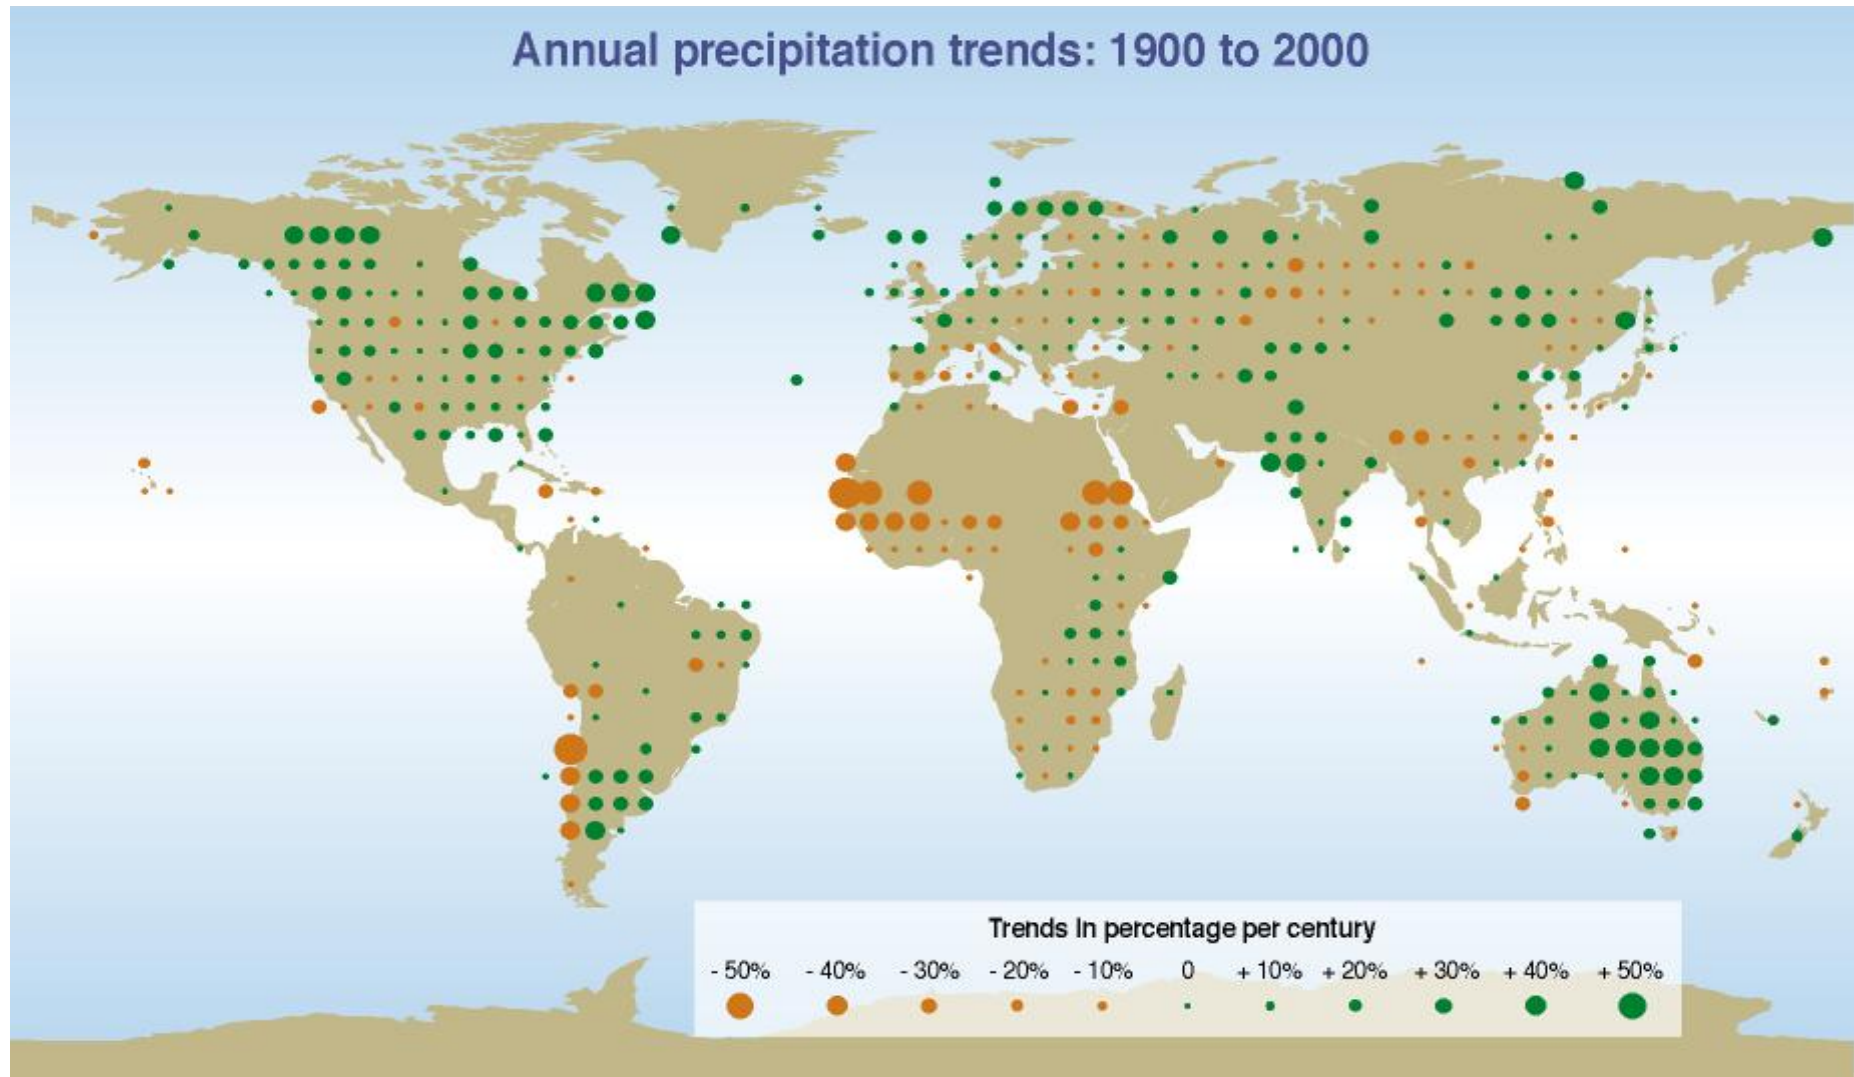 Annual precipitation trends: 1900 to 2000
Trends In percentage per century
- 50% - 40% - 30% - 20% - 10% 0 + 10% + 20% + 30% + 40% + 50%